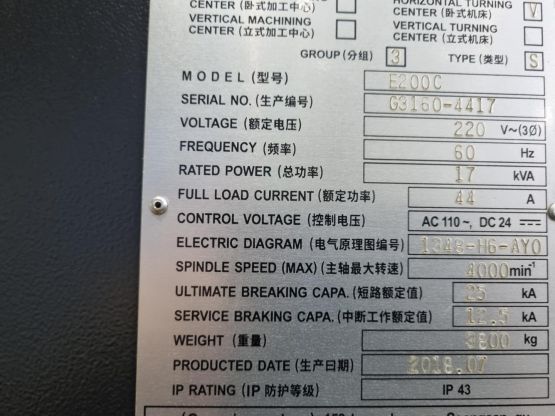 CENTER (卧式加工中心)
HORIZONTAL TURNING
CENTER (卧式机床) V
VERTICAL MACHINING
CENTER (立式加工中心)
VERTICAL TURNING
CENTER (立式机床)
GROUP (分组) 3 TYPE (类型) S
MODEL (型号) E200C
SERIAL NO. (生产编号) G3160-4417
VOLTAGE (额定电压) 220 V~(3Ø)
FREQUENCY (频率) 60 Hz
RATED POWER (总功率) 17 kVA
FULL LOAD CURRENT (额定功率) 44 A
CONTROL VOLTAGE (控制电压) AC 110 ~, DC 24
ELECTRIC DIAGRAM (电气原理图编号) 1348-H6-AY0
SPINDLE SPEED (MAX) (主轴最大转速) 4000 min⁻¹
ULTIMATE BREAKING CAPA. (短路额定值) 25 kA
SERVICE BRAKING CAPA. (中断工作额定值) 12.5 kA
WEIGHT (重量) 3800 kg
PRODUCTED DATE (生产日期) 2018.07
IP RATING (IP 防护等级) IP 43